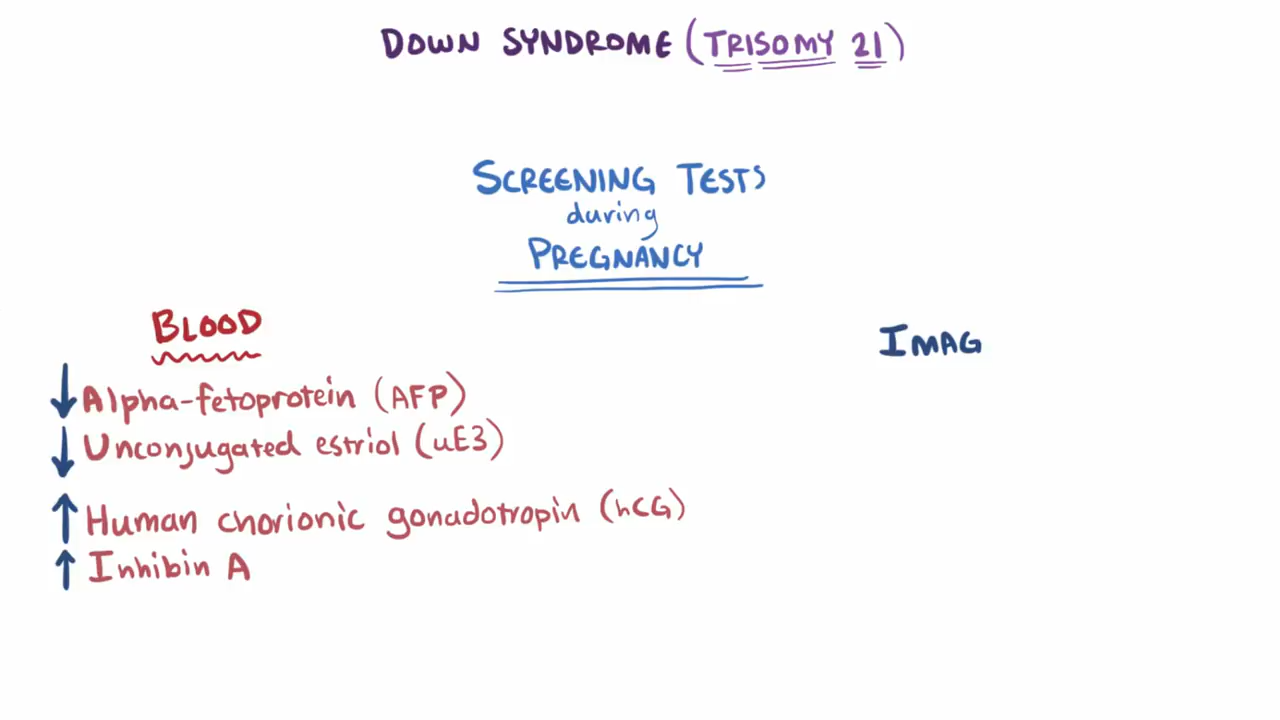 DOWN SYNDROME (TRISOMY 21)
SCREENING TESTS
during
PREGNANCY
BLOOD
↓ Alpha-fetoprotein (AFP)
↓ Unconjugated estriol (uE3)
↑ Human chorionic gonadotropin (hCG)
↑ Inhibin A
IMAG